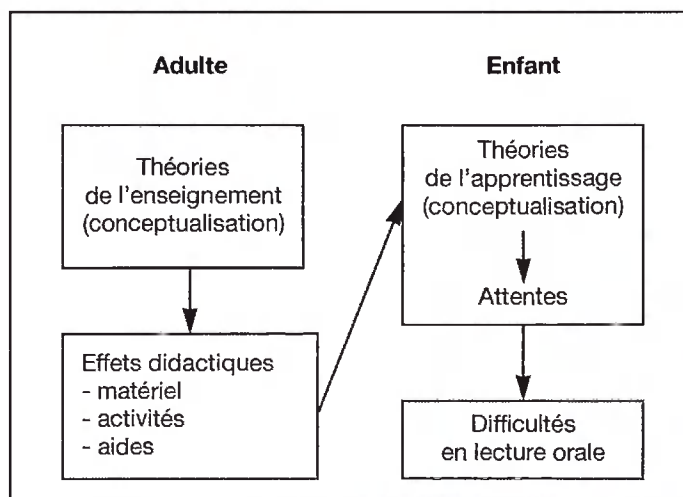 Adulte
Théories
de l'enseignement
(conceptualisation)
Effets didactiques
- matériel
- activités
- aides
Enfant
Théories
de l'apprentissage
(conceptualisation)
Attentes
Difficultés
en lecture orale